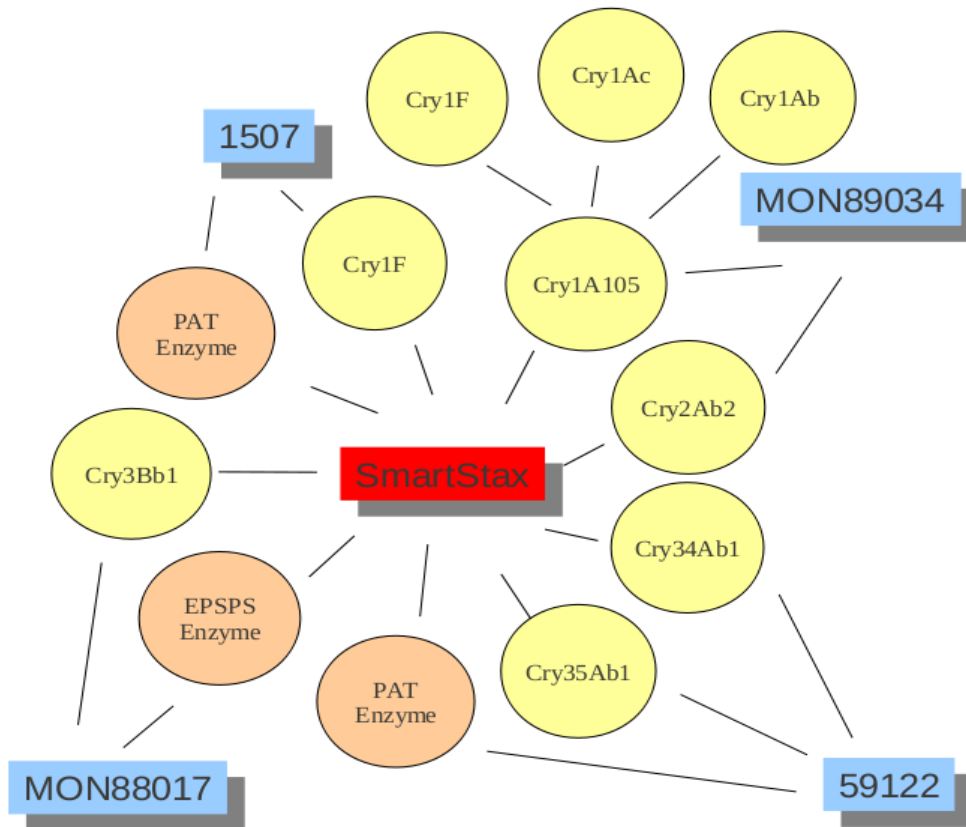 Cry1F
Cry1Ac
Cry1Ab
1507
MON89034
Cry1F
Cry1A105
PAT
Enzyme
Cry2Ab2
Cry3Bb1
SmartStax
Cry34Ab1
EPSPS
Enzyme
Cry35Ab1
PAT
Enzyme
MON88017
59122